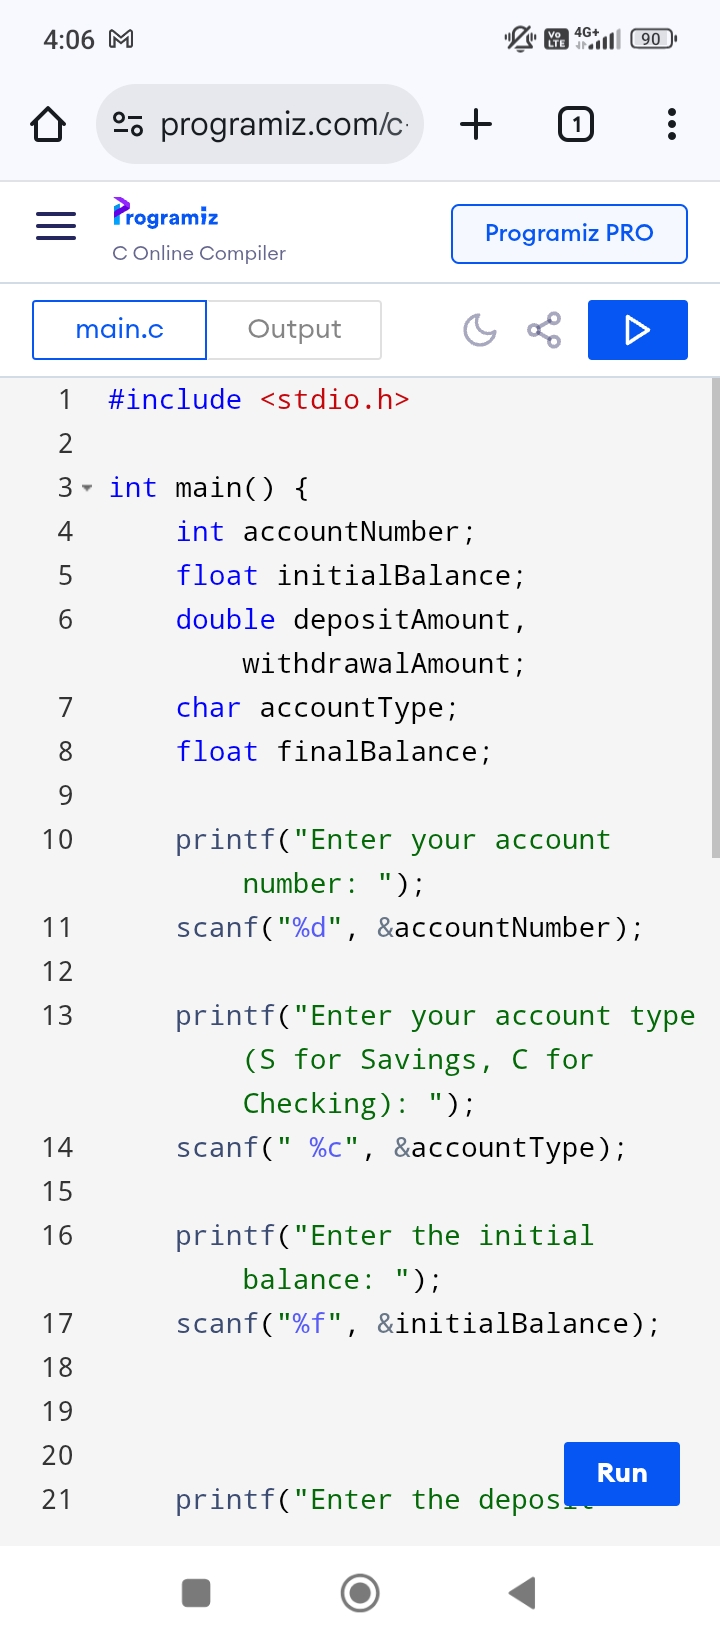 4:06
Vo LTE 4G+ 90
programiz.com/c
1
Programiz
C Online Compiler
Programiz PRO
main.c
Output
1 #include <stdio.h>
2
3 int main() {
4 int accountNumber;
5 float initialBalance;
6 double depositAmount,
withdrawalAmount;
7 char accountType;
8 float finalBalance;
9
10 printf("Enter your account
number: ");
11 scanf("%d", &accountNumber);
12
13 printf("Enter your account type
(S for Savings, C for
Checking): ");
14 scanf(" %c", &accountType);
15
16 printf("Enter the initial
balance: ");
17 scanf("%f", &initialBalance);
18
19
20
Run
21 printf("Enter the deposit